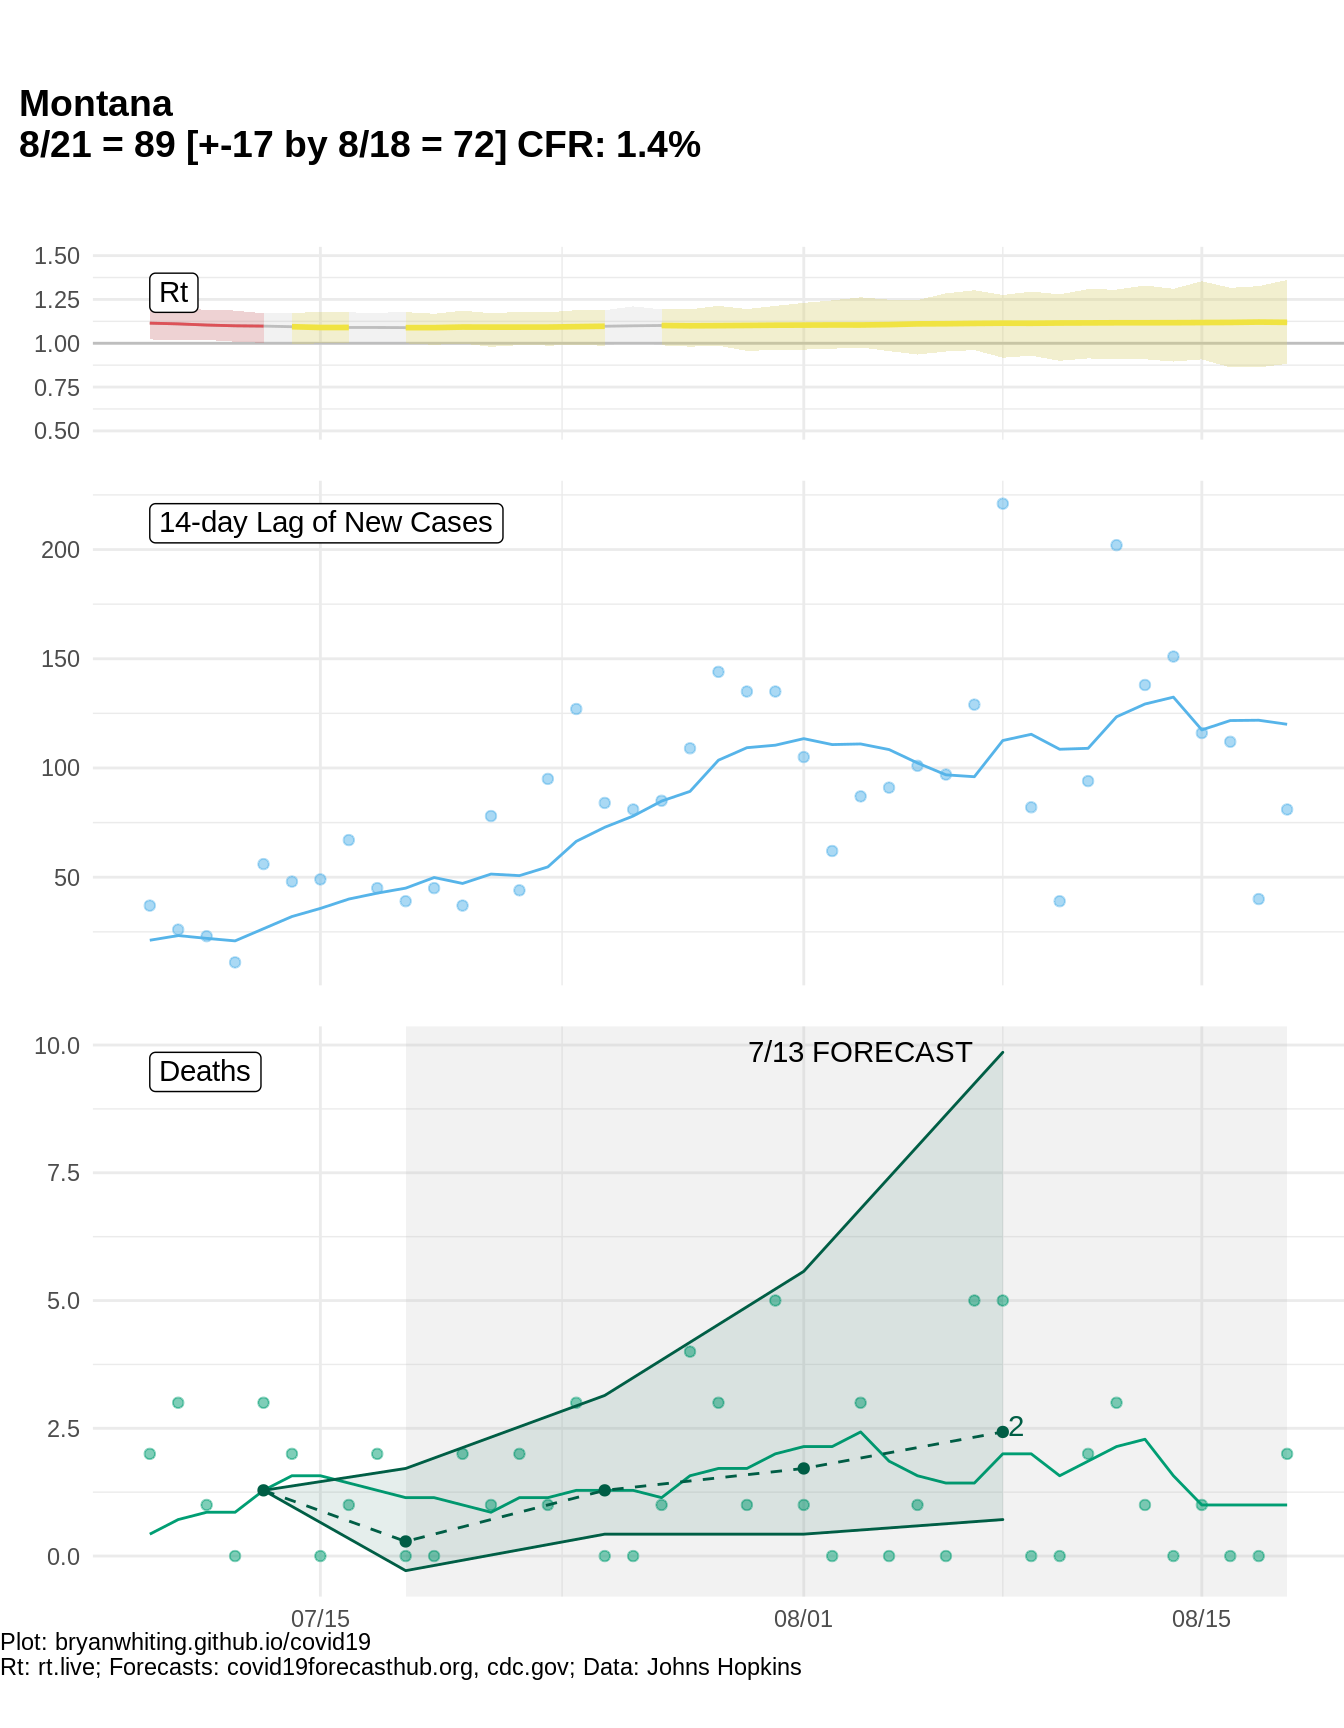 Montana
8/21 = 89 [+-17 by 8/18 = 72] CFR: 1.4%
1.50
1.25
1.00
0.75
0.50
Rt
14-day Lag of New Cases
200
150
100
50
Deaths
7/13 FORECAST
10.0
7.5
5.0
2.5
0.0
2
07/15
08/01
08/15
Plot: bryanwhiting.github.io/covid19
Rt: rt.live; Forecasts: covid19forecasthub.org, cdc.gov; Data: Johns Hopkins